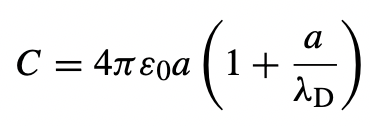 C = 4πε₀a(1 + a/λ_D)